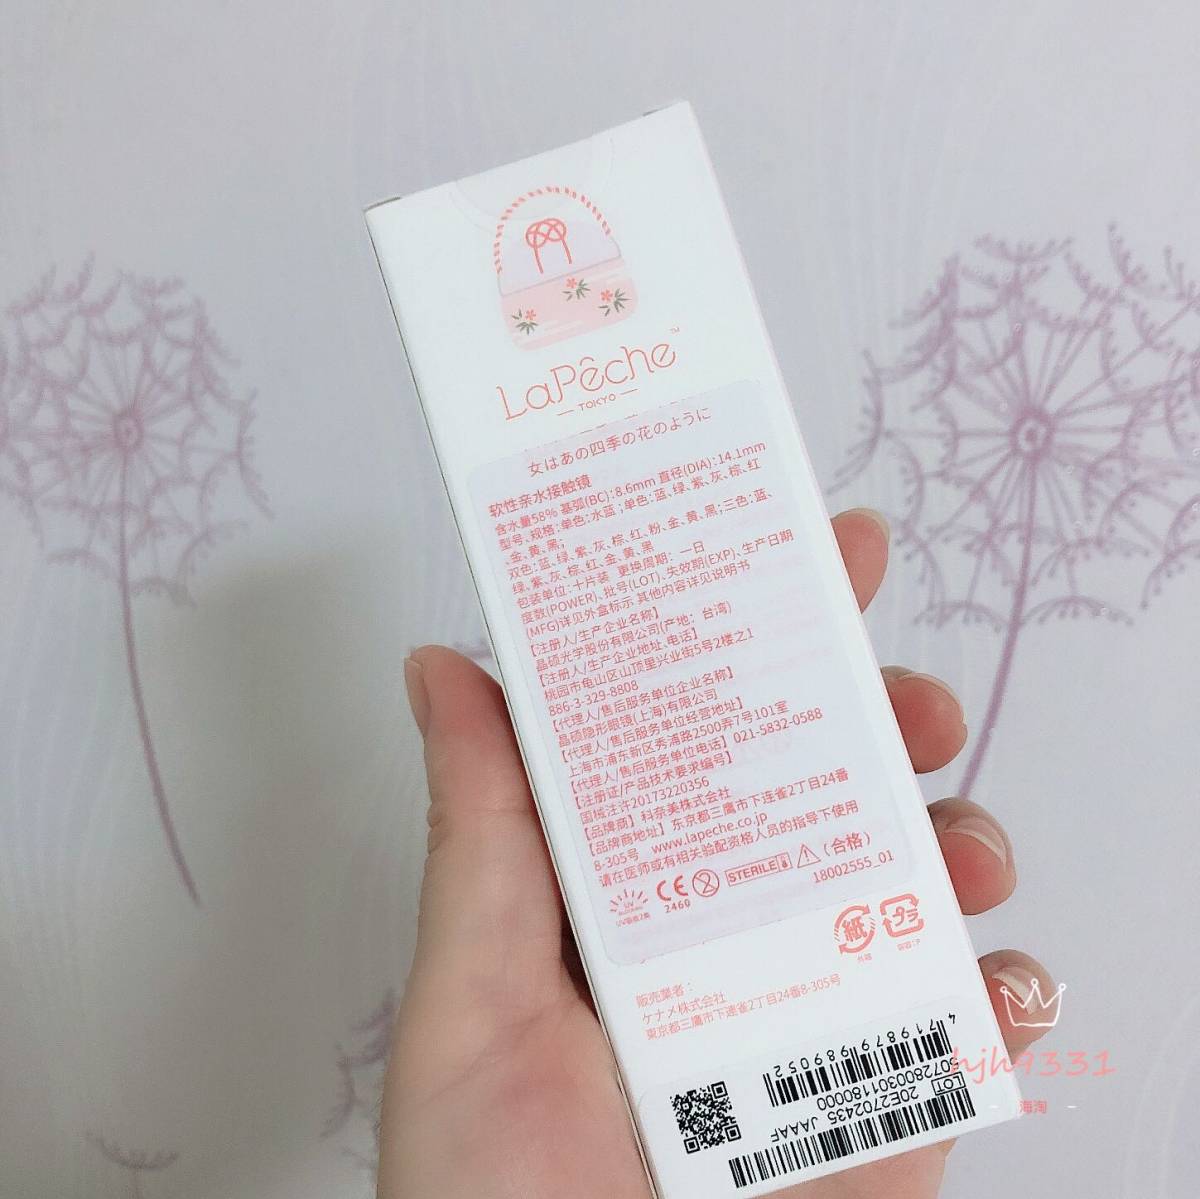 LaPêche™
TOKYO
女はあの四季の花のように
软性亲水接触镜
含水量58% 基弧(BC):8.6mm 直径(DIA):14.1mm
型号、规格:单色:水蓝;单色:蓝、绿、紫、灰、棕、红
、金、黄、黑;
双色:蓝、绿、紫、灰、棕、红、粉、金、黄、黑;三色:蓝、
绿、紫、灰、棕、红、金、黄、黑
包装单位:十片装 更换周期:一日
度数(POWER)、批号(LOT)、失效期(EXP)、生产日期
(MFG)详见外盒标示 其他内容详见说明书
【注册人/生产企业名称】
晶硕光学股份有限公司(产地:台湾)
【注册人/生产企业地址、电话】
桃园市龟山区山顶里兴业街5号2楼之1
886-3-329-8808
【代理人/售后服务单位企业名称】
晶硕隐形眼镜(上海)有限公司
【代理人/售后服务单位经营地址】
上海市浦东新区秀浦路2500弄7号101室
【代理人/售后服务单位电话】021-5832-0588
【注册证/产品技术要求编号】
国械注许20173220356
【品牌商】科奈美株式会社
【品牌商地址】东京都三鹰市下连雀2丁目24番
8-305号 www.lapeche.co.jp
请在医师或有相关验配资格人员的指导下使用
UV
CE
2460
STERILE
(合格)
18002555_01
紙
プラ
外箱
容器:P
販売業者:
ケナメ株式会社
東京都三鷹市下連雀2丁目24番8-305号
4719879989052
5072800301180000
LOT
20E2702435 JAAAF
hjh9331
海淘